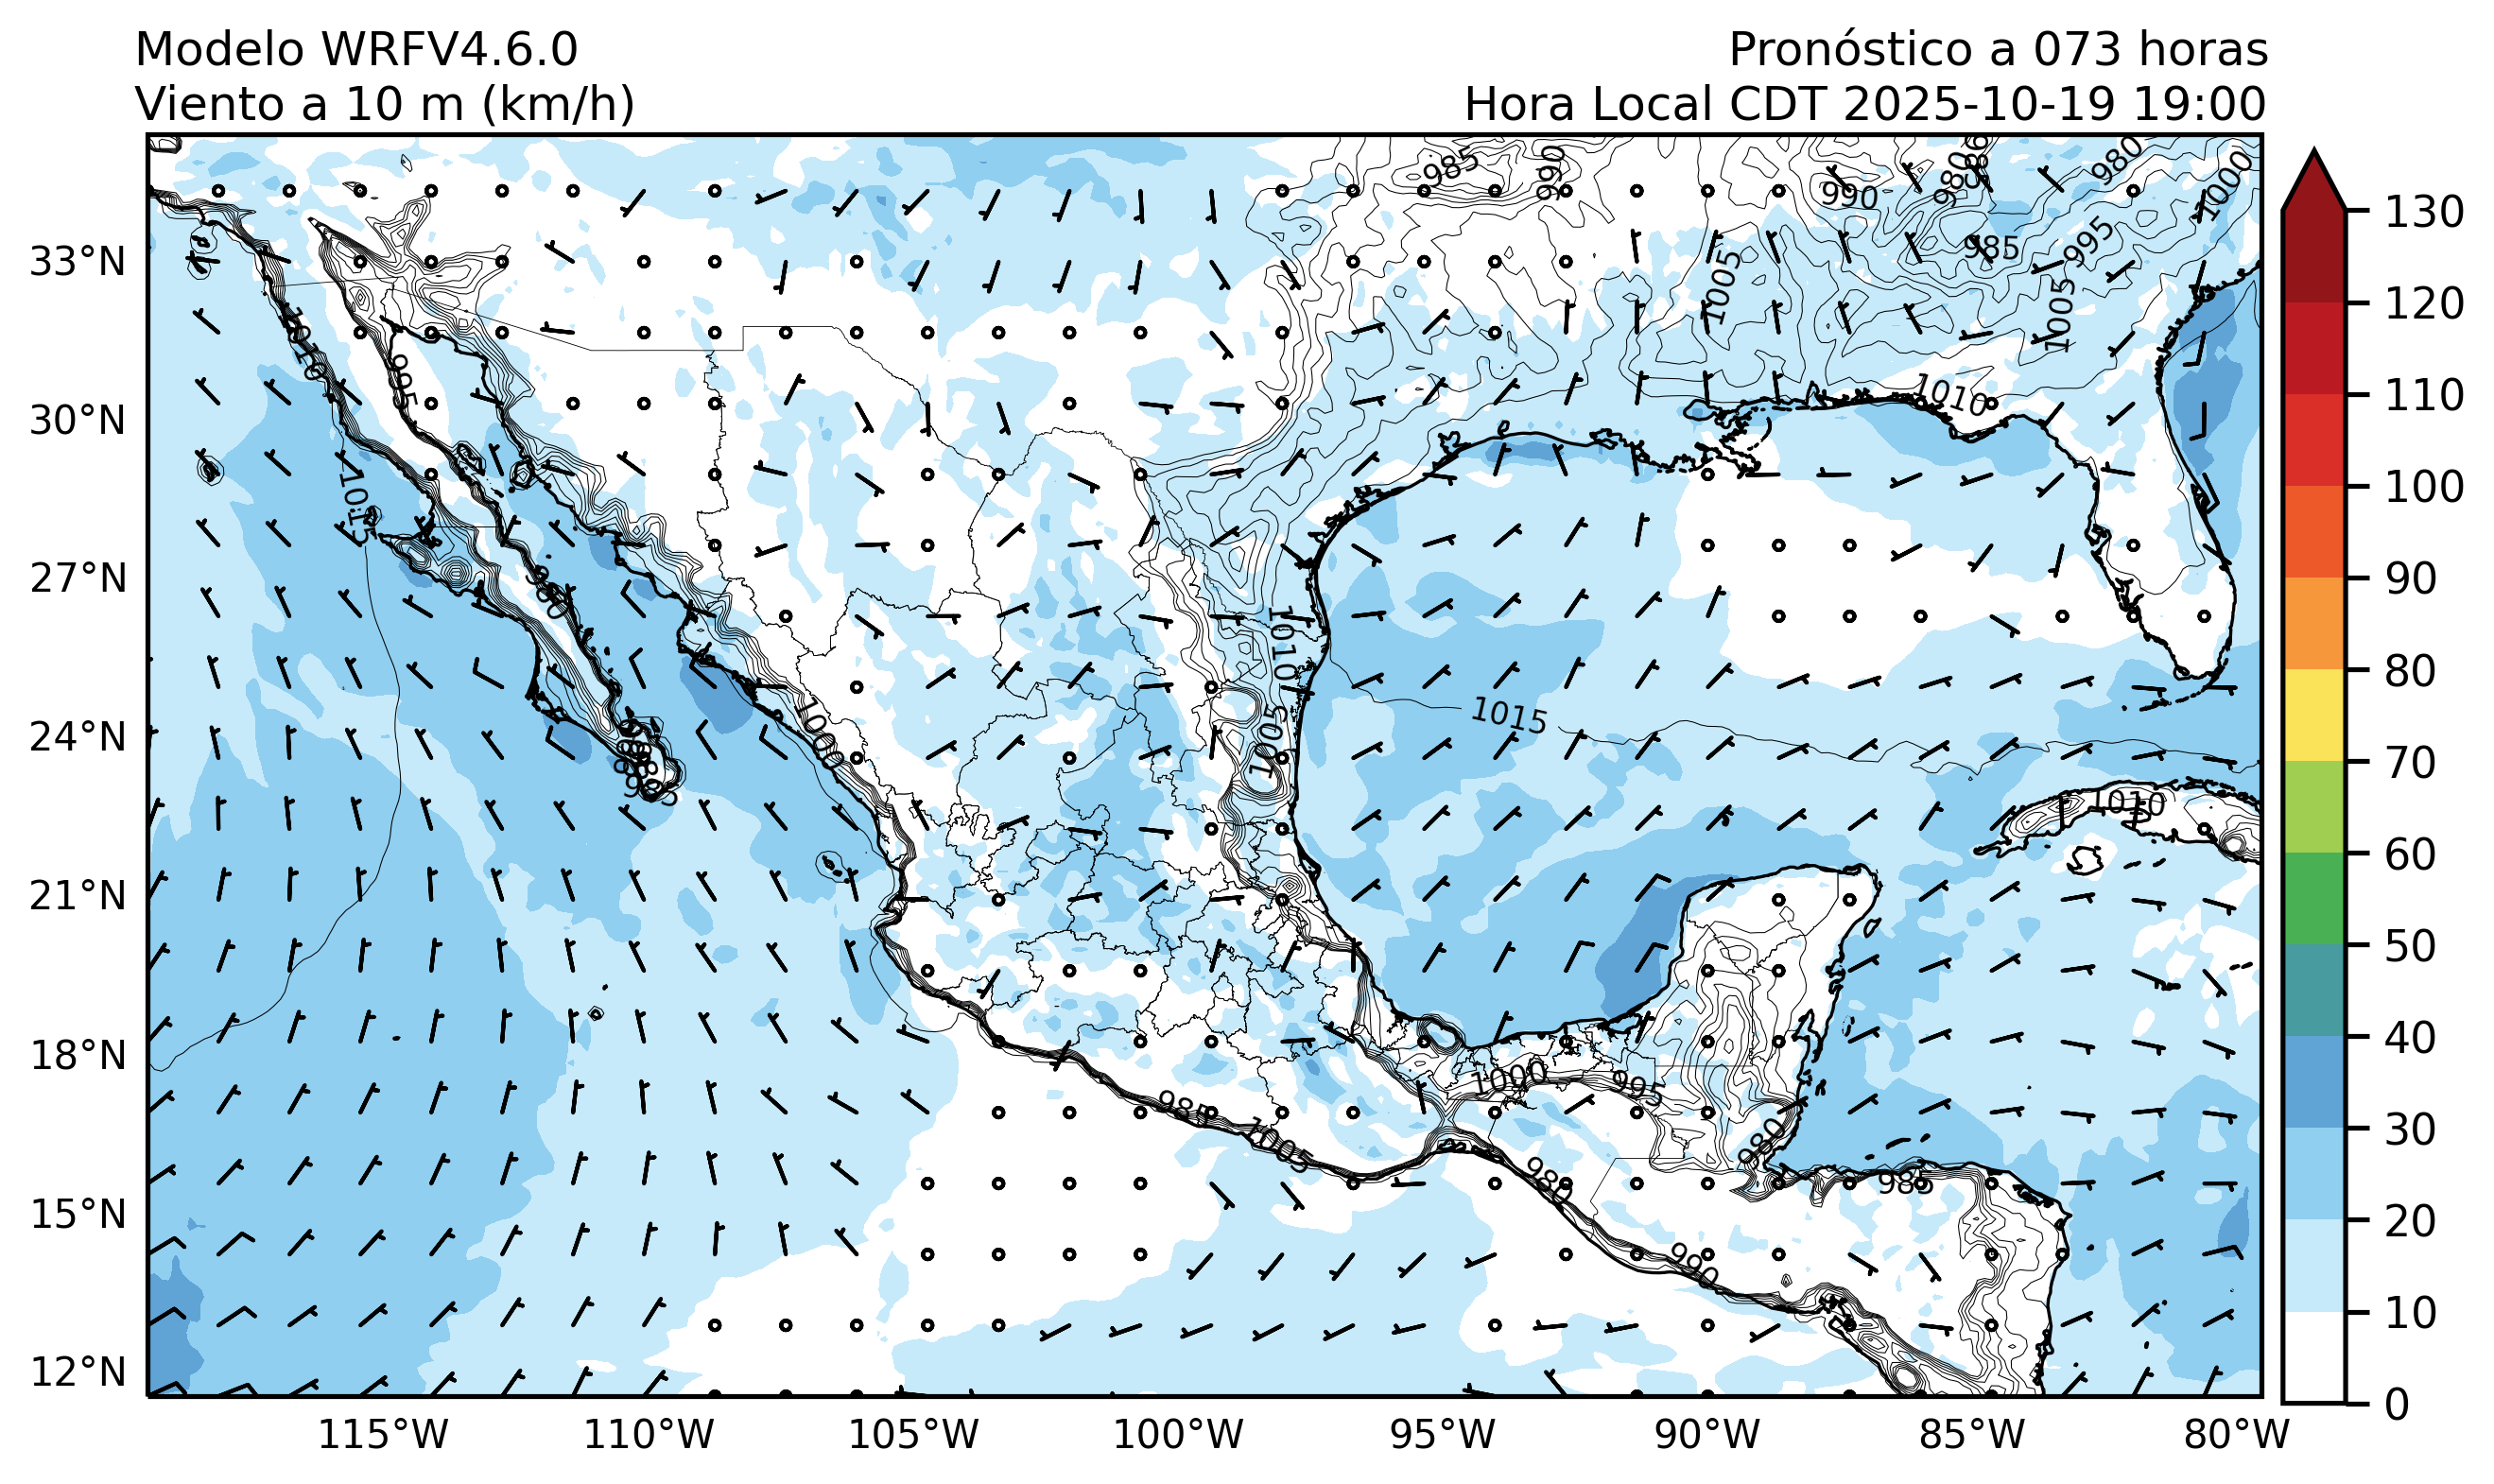 Modelo WRFV4.6.0
Pronóstico a 073 horas
Viento a 10 m (km/h)
Hora Local CDT 2025-10-19 19:00
33°N
30°N
27°N
24°N
21°N
18°N
15°N
12°N
115°W
110°W
105°W
100°W
95°W
90°W
85°W
80°W
130
120
110
100
90
80
70
60
50
40
30
20
10
0
985
990
990
980
980
1000
985
995
1005
1005
1010
1010
995
1015
1010
1005
1015
1000
1010
1000
995
985
1005
980
980
985
990